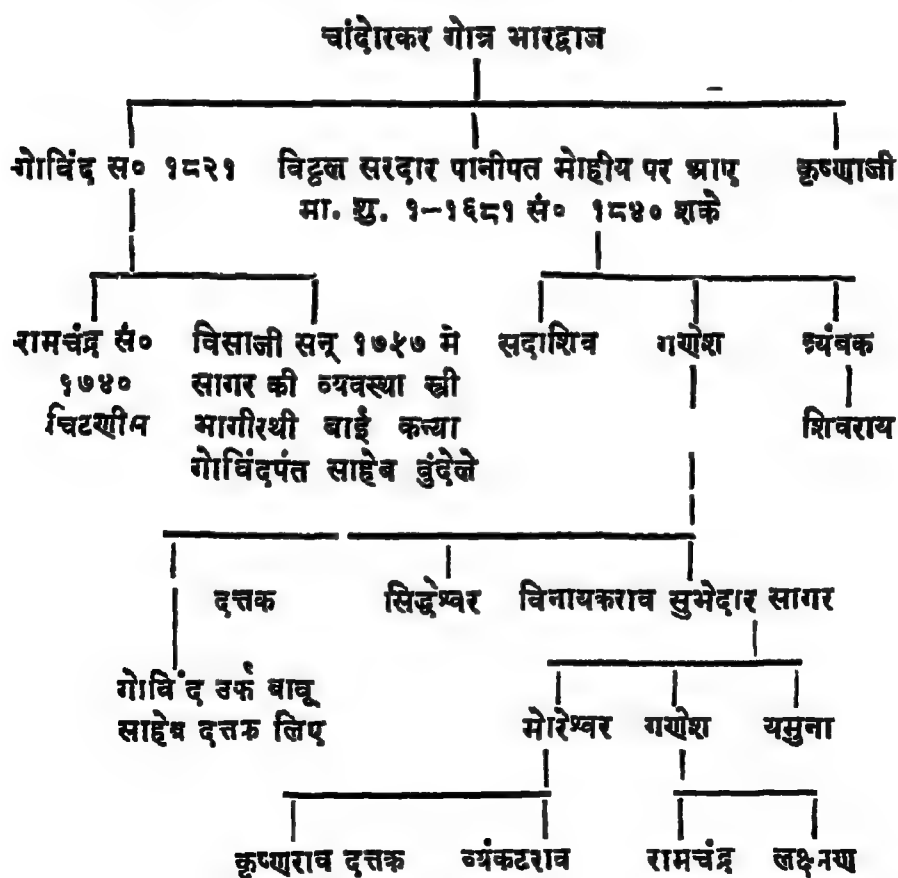 चांदोरकर गोत्र भारद्वाज
गोविंद स० १८२१ विट्ठल सरदार पानीपत मोहीय पर आए कृष्णाजी
मा. शु. १-१६८१ सं० १८४० शके
रामचंद्र सं० विसाजी सन् १७५७ मे सदाशिव गणेश त्र्यंबक
१७४० सागर की व्यवस्था स्त्री
चिटणीस भागीरथी बाई कन्या शिवराय
गोविंदपंत साहेब बुंदेले
दत्तक सिद्धेश्वर विनायकराव सुभेदार सागर
गोविंद उर्फ बाबू
साहेब दत्तक लिए मोरेश्वर गणेश यमुना
कृष्णराव दत्तक व्यंकटराव रामचंद्र लक्ष्मण